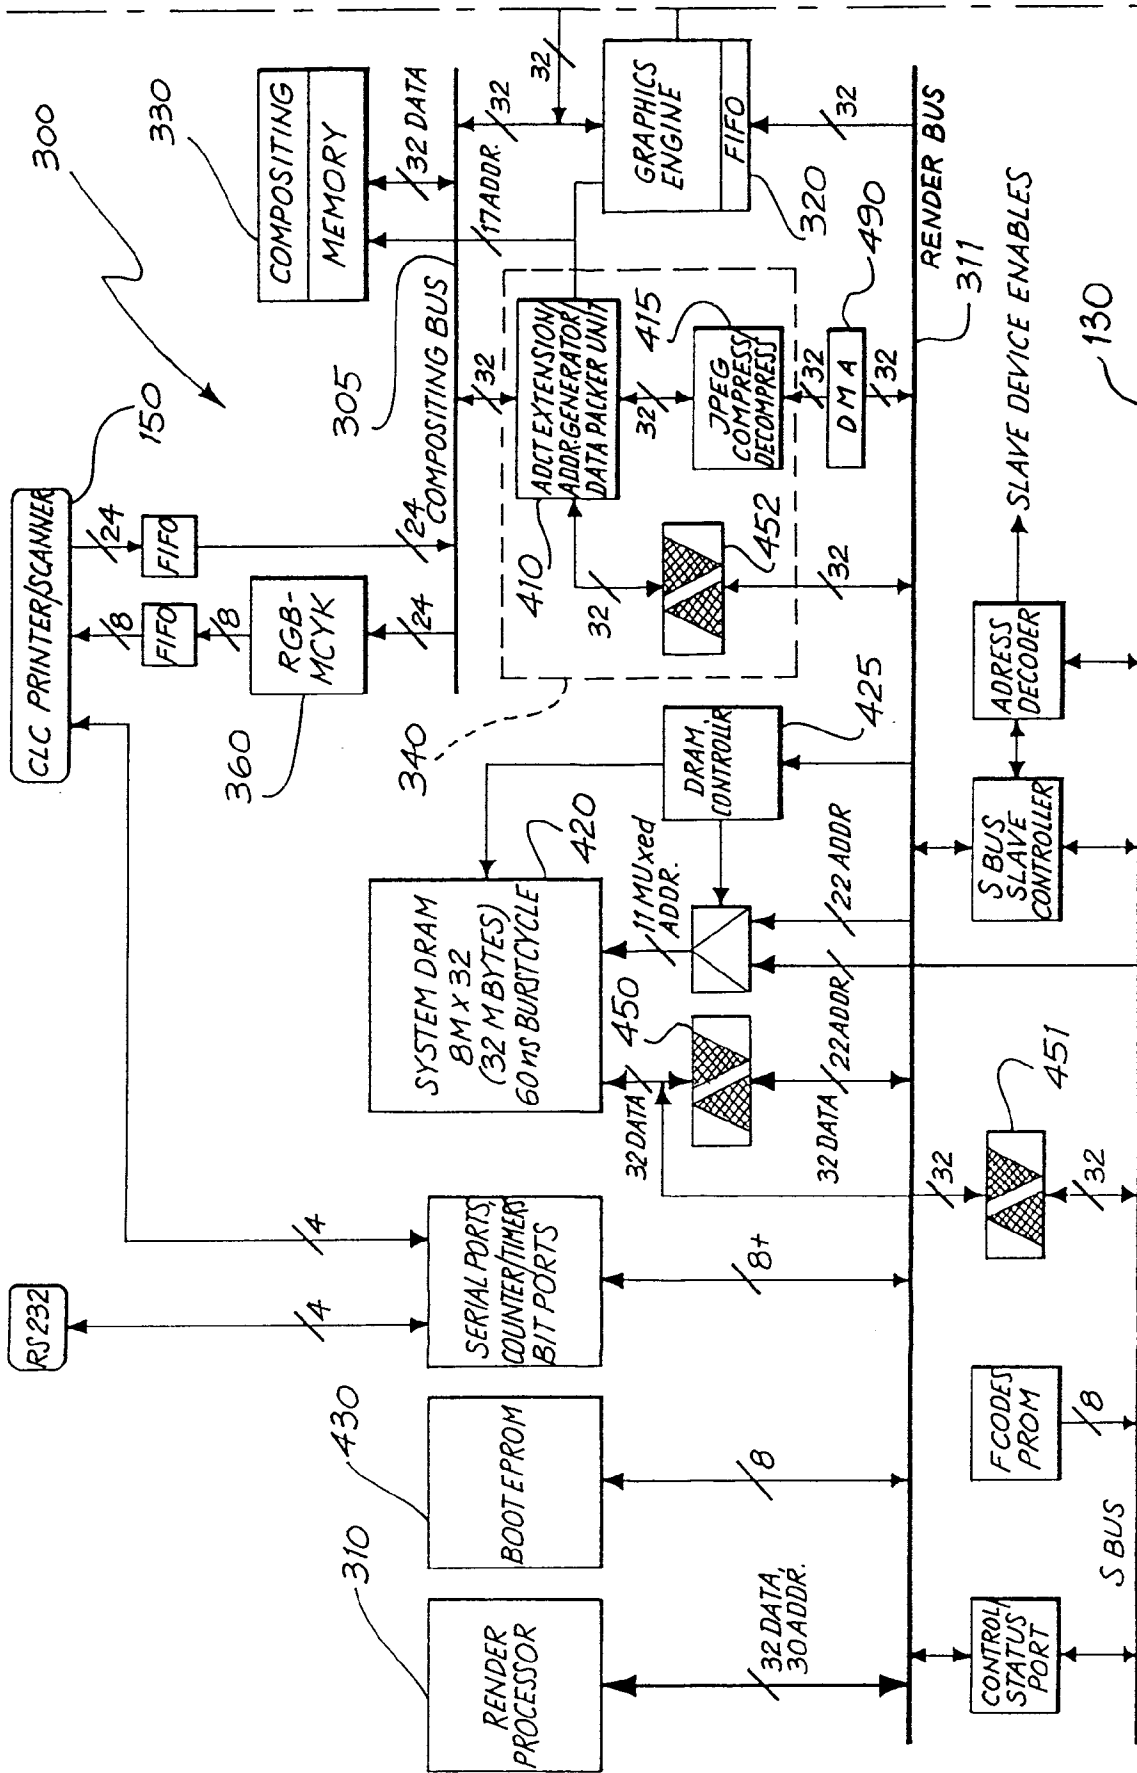 RS232
CLC PRINTER/SCANNER
150
300
330
COMPOSITING
MEMORY
4
4
8
24
FIFO
FIFO
8
RGB-
MCYK
360
24
24
305
COMPOSITING BUS
17 ADDR.
32 DATA
32
32
310
RENDER
PROCESSOR
430
BOOT EPROM
SERIAL PORTS,
COUNTER/TIMERS
BIT PORTS
SYSTEM DRAM
8M X 32
(32 M BYTES)
60 nS BURST CYCLE
420
340
32
ADCT EXTENSION/
ADDR. GENERATOR/
DATA PACKER UNIT
410
GRAPHICS
ENGINE
FIFO
320
32 DATA
450
11 MUXed
ADDR.
DRAM,
CONTROLLR
425
32
452
32
JPEG
COMPRESS/
DECOMPRESS
415
32 DATA,
30 ADDR.
8
8+
32 DATA
22 ADDR
22 ADDR
32
32
DMA
490
32
32
RENDER BUS
311
CONTROL/
STATUS
PORT
F CODES
PROM
8
32
451
32
S BUS
SLAVE
CONTROLLER
ADRESS
DECODER
SLAVE DEVICE ENABLES
S BUS
130